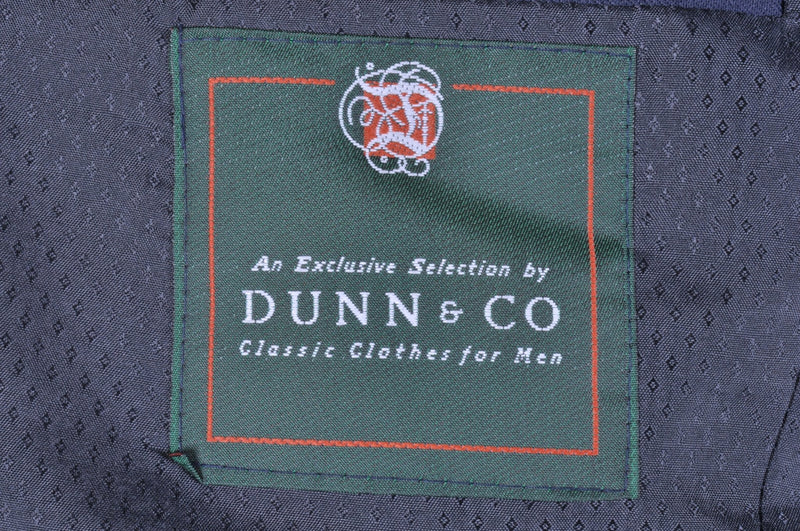 An Exclusive Selection by
DUNN & CO
Classic Clothes for Men